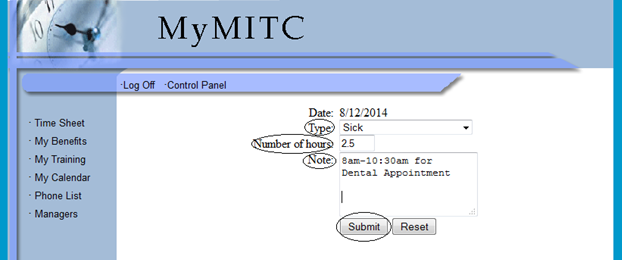 MyMITC
·Log Off ·Control Panel
· Time Sheet
· My Benefits
· My Training
· My Calendar
· Phone List
· Managers
Date: 8/12/2014
Type: Sick
Number of hours: 2.5
Note: 8am-10:30am for
Dental Appointment
Submit Reset